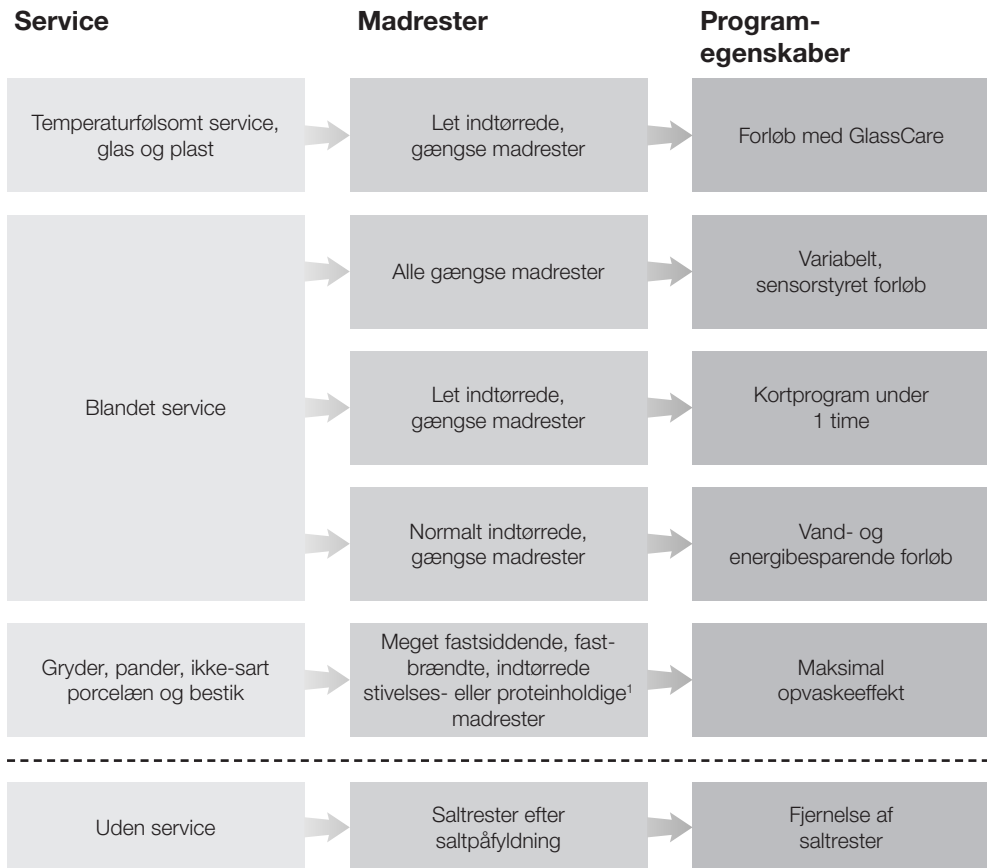 Service
Madrester
Program-
egenskaber
Temperaturfølsomt service,
glas og plast
Let indtørrede,
gængse madrester
Forløb med GlassCare
Blandet service
Alle gængse madrester
Variabelt,
sensorstyret forløb
Let indtørrede,
gængse madrester
Kortprogram under
1 time
Normalt indtørrede,
gængse madrester
Vand- og
energibesparende forløb
Gryder, pander, ikke-sart
porcelæn og bestik
Meget fastsiddende, fast-
brændte, indtørrede
stivelses- eller proteinholdige¹
madrester
Maksimal
opvaskeeffekt
Uden service
Saltrester efter
saltpåfyldning
Fjernelse af
saltrester